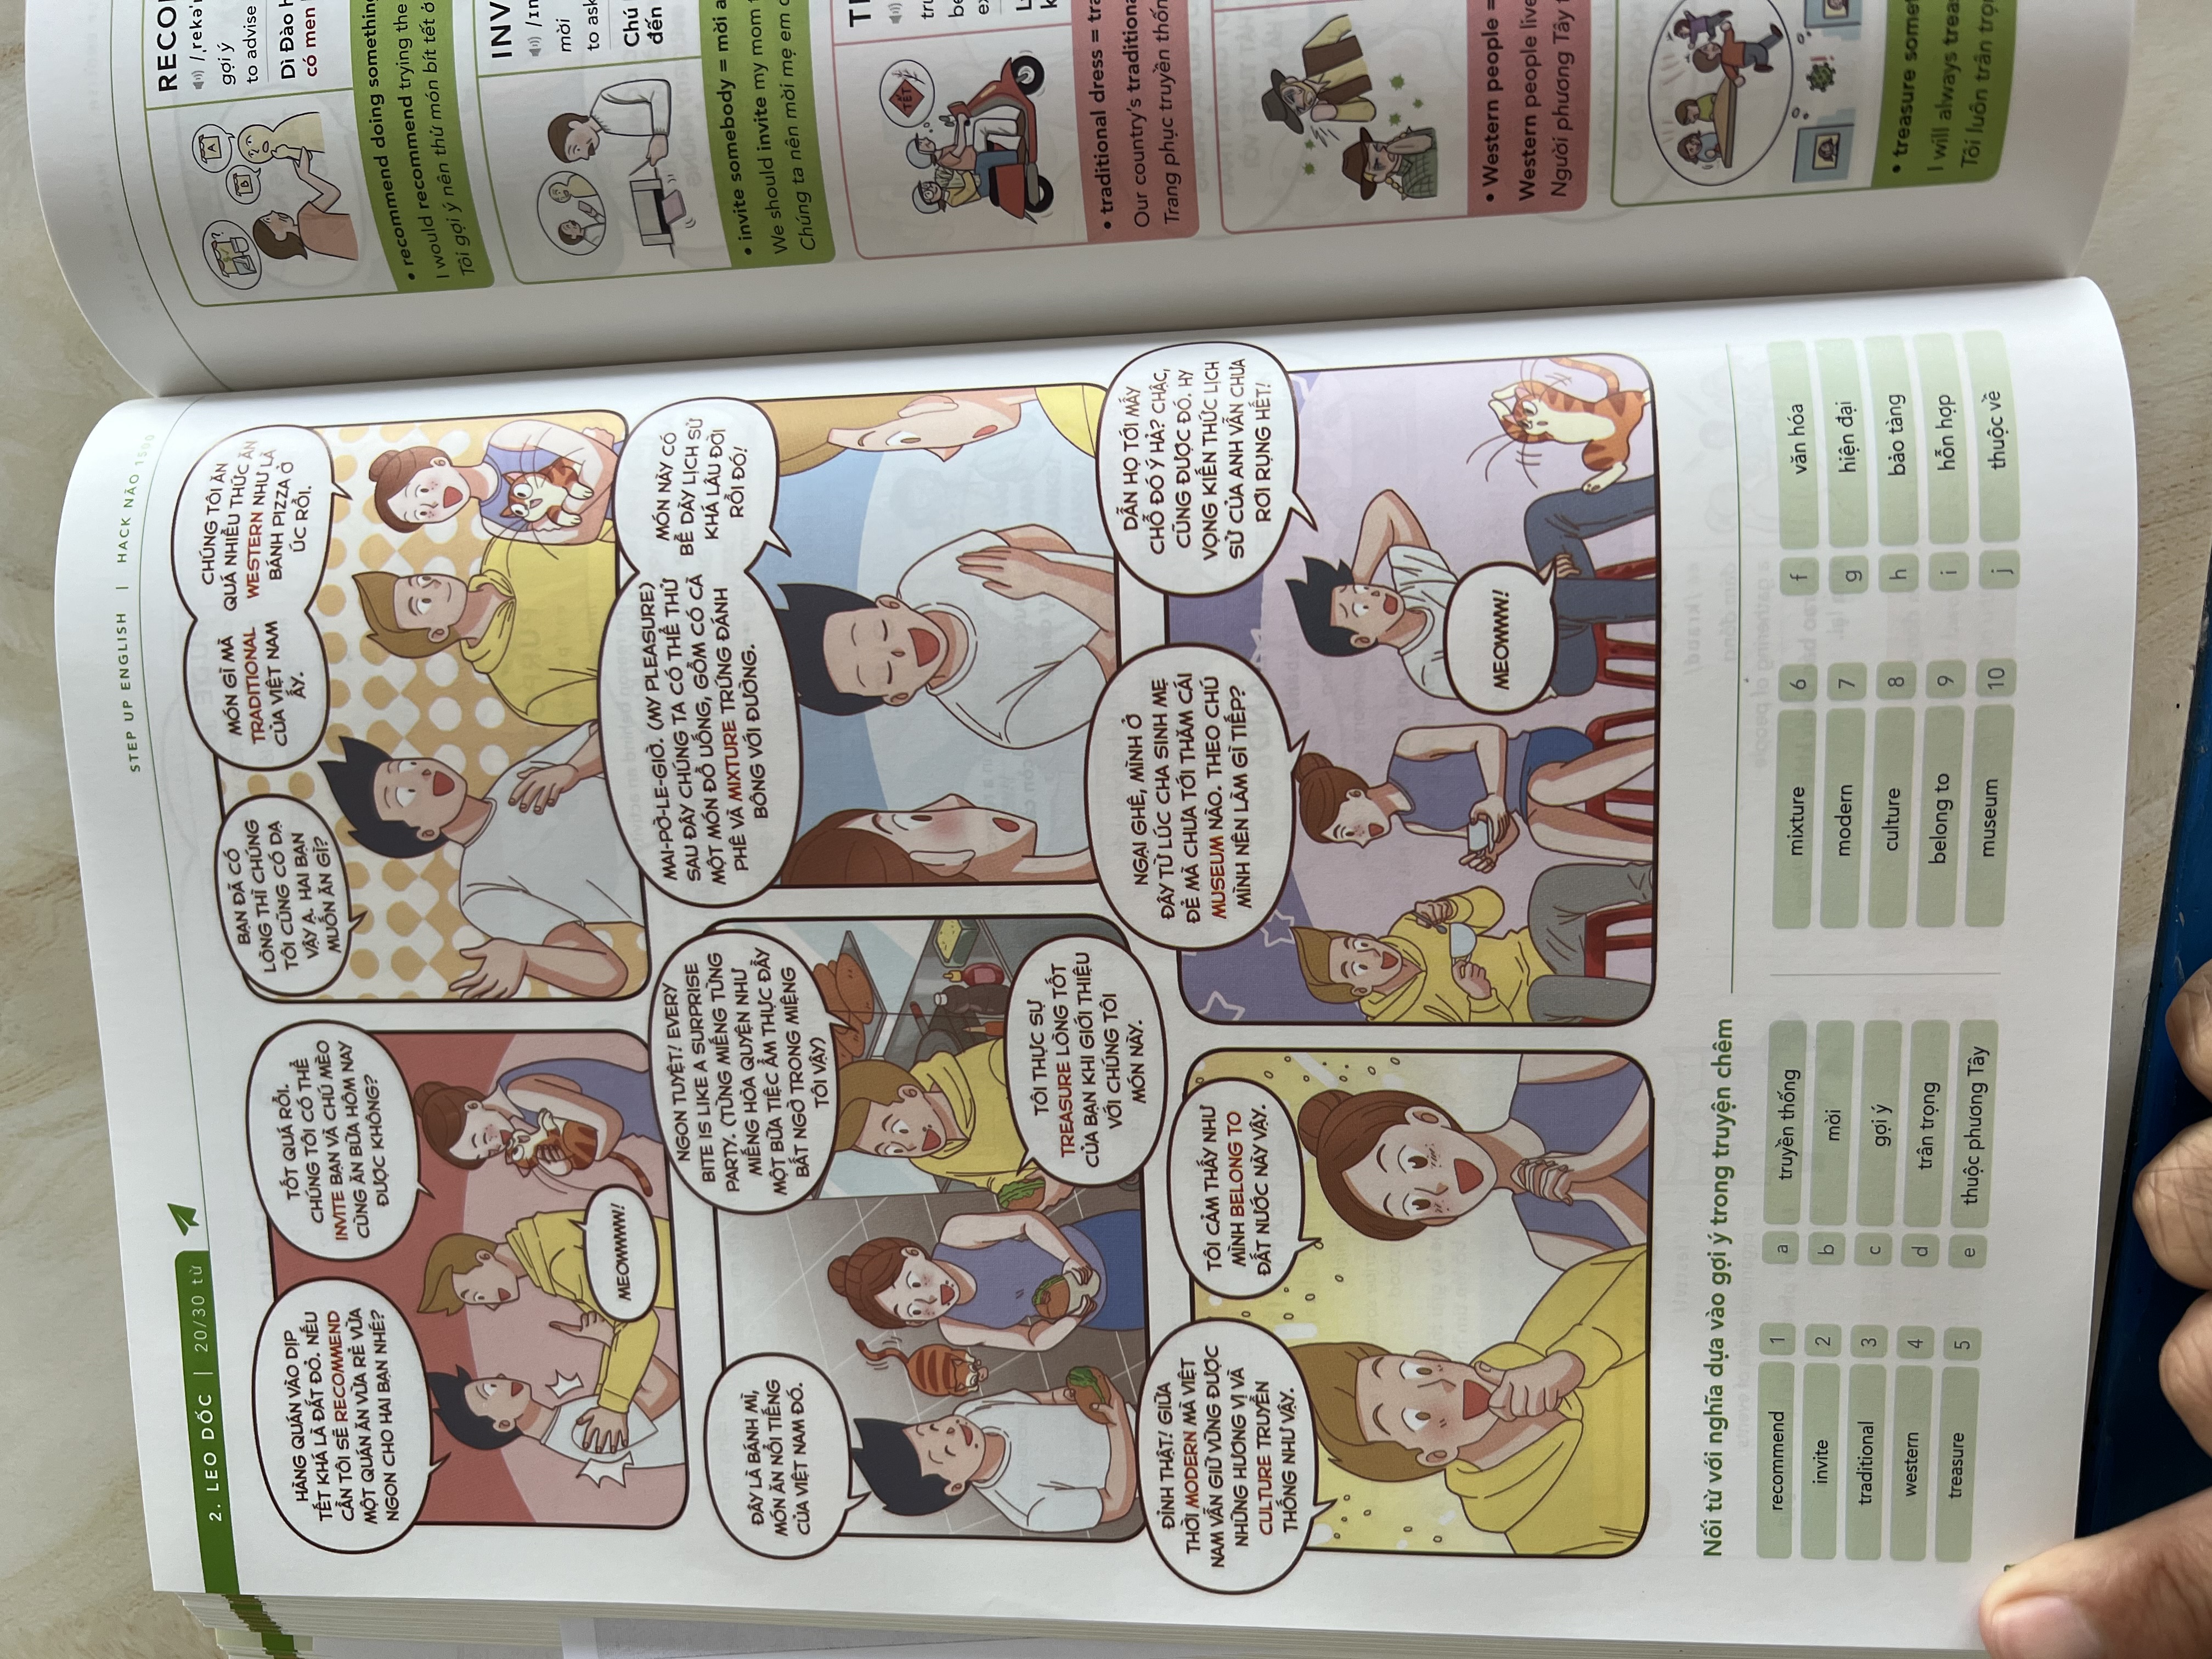 STEP UP ENGLISH | HACK NÃO 1500
2. LEO DỐC | 20/30 từ
HÀNG QUÁN VÀO DỊP
TẾT KHÁ LÀ ĐẮT ĐỎ. NẾU
CẦN TÔI SẼ RECOMMEND
MỘT QUÁN ĂN VỪA RẺ VỪA
NGON CHO HAI BẠN NHÉ?
TỐT QUÁ RỒI.
CHÚNG TÔI CÓ THỂ
INVITE BẠN VÀ CHÚ MÈO
CÙNG ĂN BỮA HÔM NAY
ĐƯỢC KHÔNG?
MEOWWWW!
BẠN ĐÃ CÓ
LÒNG THÌ CHÚNG
TÔI CŨNG CÓ DẠ
VẬY Ạ. HAI BẠN
MUỐN ĂN GÌ?
MÓN GÌ MÀ
TRADITIONAL
CỦA VIỆT NAM
ẤY.
CHÚNG TÔI ĂN
QUÁ NHIỀU THỨC ĂN
WESTERN NHƯ LÀ
BÁNH PIZZA Ở
ÚC RỒI.
ĐÂY LÀ BÁNH MÌ,
MÓN ĂN NỔI TIẾNG
CỦA VIỆT NAM ĐÓ.
NGON TUYỆT! EVERY
BITE IS LIKE A SURPRISE
PARTY. (TỪNG MIẾNG TỪNG
MIẾNG HÒA QUYỆN NHƯ
MỘT BỮA TIỆC ẨM THỰC ĐẦY
BẤT NGỜ TRONG MIỆNG
TÔI VẬY)
TÔI THỰC SỰ
TREASURE LÒNG TỐT
CỦA BẠN KHI GIỚI THIỆU
VỚI CHÚNG TÔI
MÓN NÀY.
MAI-PỜ-LE-GIỜ. (MY PLEASURE)
SAU ĐÂY CHÚNG TA CÓ THỂ THỬ
MỘT MÓN ĐỒ UỐNG, GỒM CÓ CÀ
PHÊ VÀ MIXTURE TRỨNG ĐÁNH
BÔNG VỚI ĐƯỜNG.
MÓN NÀY CÓ
BỀ DÀY LỊCH SỬ
KHÁ LÂU ĐỜI
RỒI ĐÓ!
ĐỈNH THẬT! GIỮA
THỜI MODERN MÀ VIỆT
NAM VẪN GIỮ VỮNG ĐƯỢC
NHỮNG HƯƠNG VỊ VÀ
CULTURE TRUYỀN
THỐNG NHƯ VẬY.
TÔI CẢM THẤY NHƯ
MÌNH BELONG TO
ĐẤT NƯỚC NÀY VẬY.
NGẠI GHÊ, MÌNH Ở
ĐÂY TỪ LÚC CHA SINH MẸ
ĐẺ MÀ CHƯA TỚI THĂM CÁI
MUSEUM NÀO. THEO CHÚ
MÌNH NÊN LÀM GÌ TIẾP?
DẪN HỌ TỚI MẤY
CHỖ ĐÓ Ý HẢ? CHẬC,
CŨNG ĐƯỢC ĐÓ. HY
VỌNG KIẾN THỨC LỊCH
SỬ CỦA ANH VẪN CHƯA
RƠI RỤNG HẾT!
MEOWWW!
Nối từ với nghĩa dựa vào gợi ý trong truyện chêm
recommend 1 a truyền thống
invite 2 b mời
traditional 3 c gợi ý
western 4 d trân trọng
treasure 5 e thuộc phương Tây
mixture 6 f văn hóa
modern 7 g hiện đại
culture 8 h bảo tàng
belong to 9 i hỗn hợp
museum 10 j thuộc về
gợi ý
to advise
Dì Đào
có men
• recommend doing something
I would recommend trying the
Tôi gợi ý nên thử món bít tết ở
mời
to ask
Chú
đến
• invite somebody = mời
We should invite my mom
Chúng ta nên mời mẹ em
TẾT
• traditional dress =
Our country's
Trang phục truyền
• Western people =
Western people live
Người phương Tây
• treasure
I will always
Tôi luôn trân